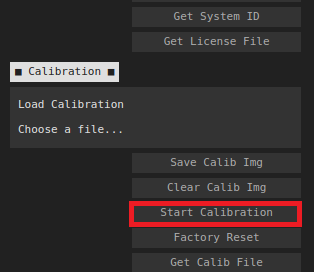 Get System ID
Get License File
■ Calibration ■
Load Calibration
Choose a file...
Save Calib Img
Clear Calib Img
Start Calibration
Factory Reset
Get Calib File